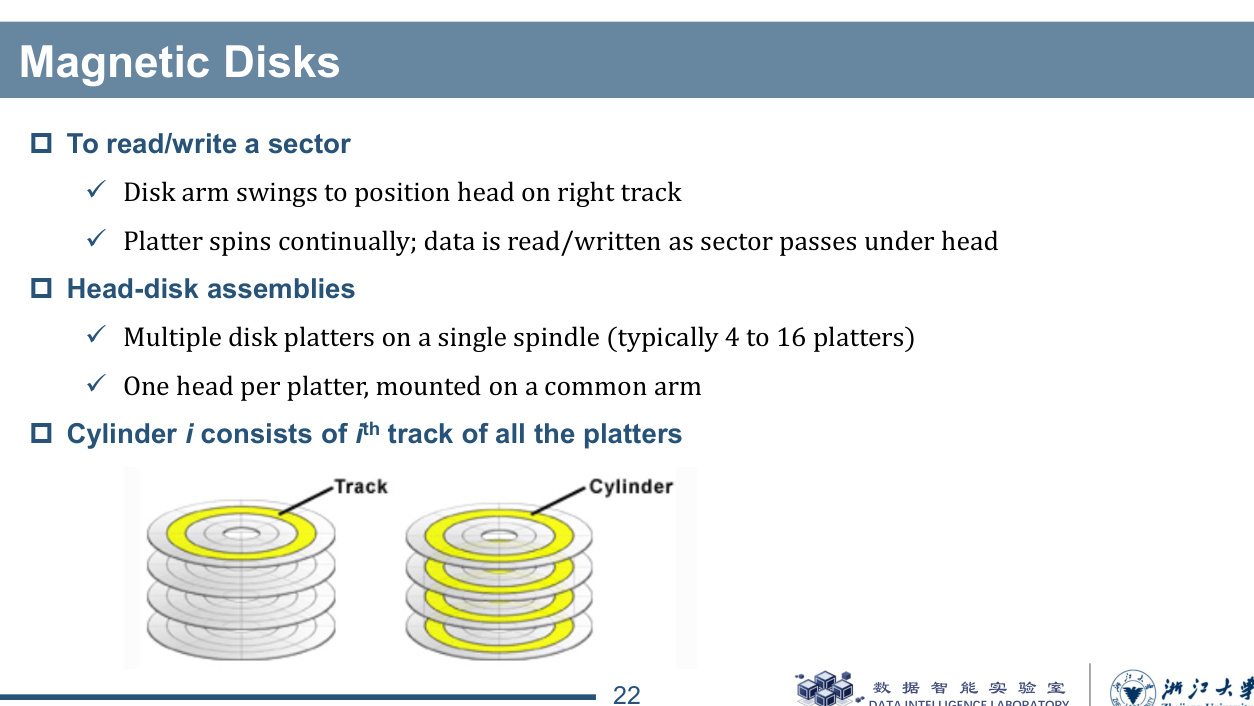 Magnetic Disks
To read/write a sector
✓ Disk arm swings to position head on right track
✓ Platter spins continually; data is read/written as sector passes under head
Head-disk assemblies
✓ Multiple disk platters on a single spindle (typically 4 to 16 platters)
✓ One head per platter, mounted on a common arm
Cylinder i consists of ith track of all the platters
Track
Cylinder
22
数据智能实验室
DATA INTELLIGENCE LABORATORY
浙江大学
Zhejiang University